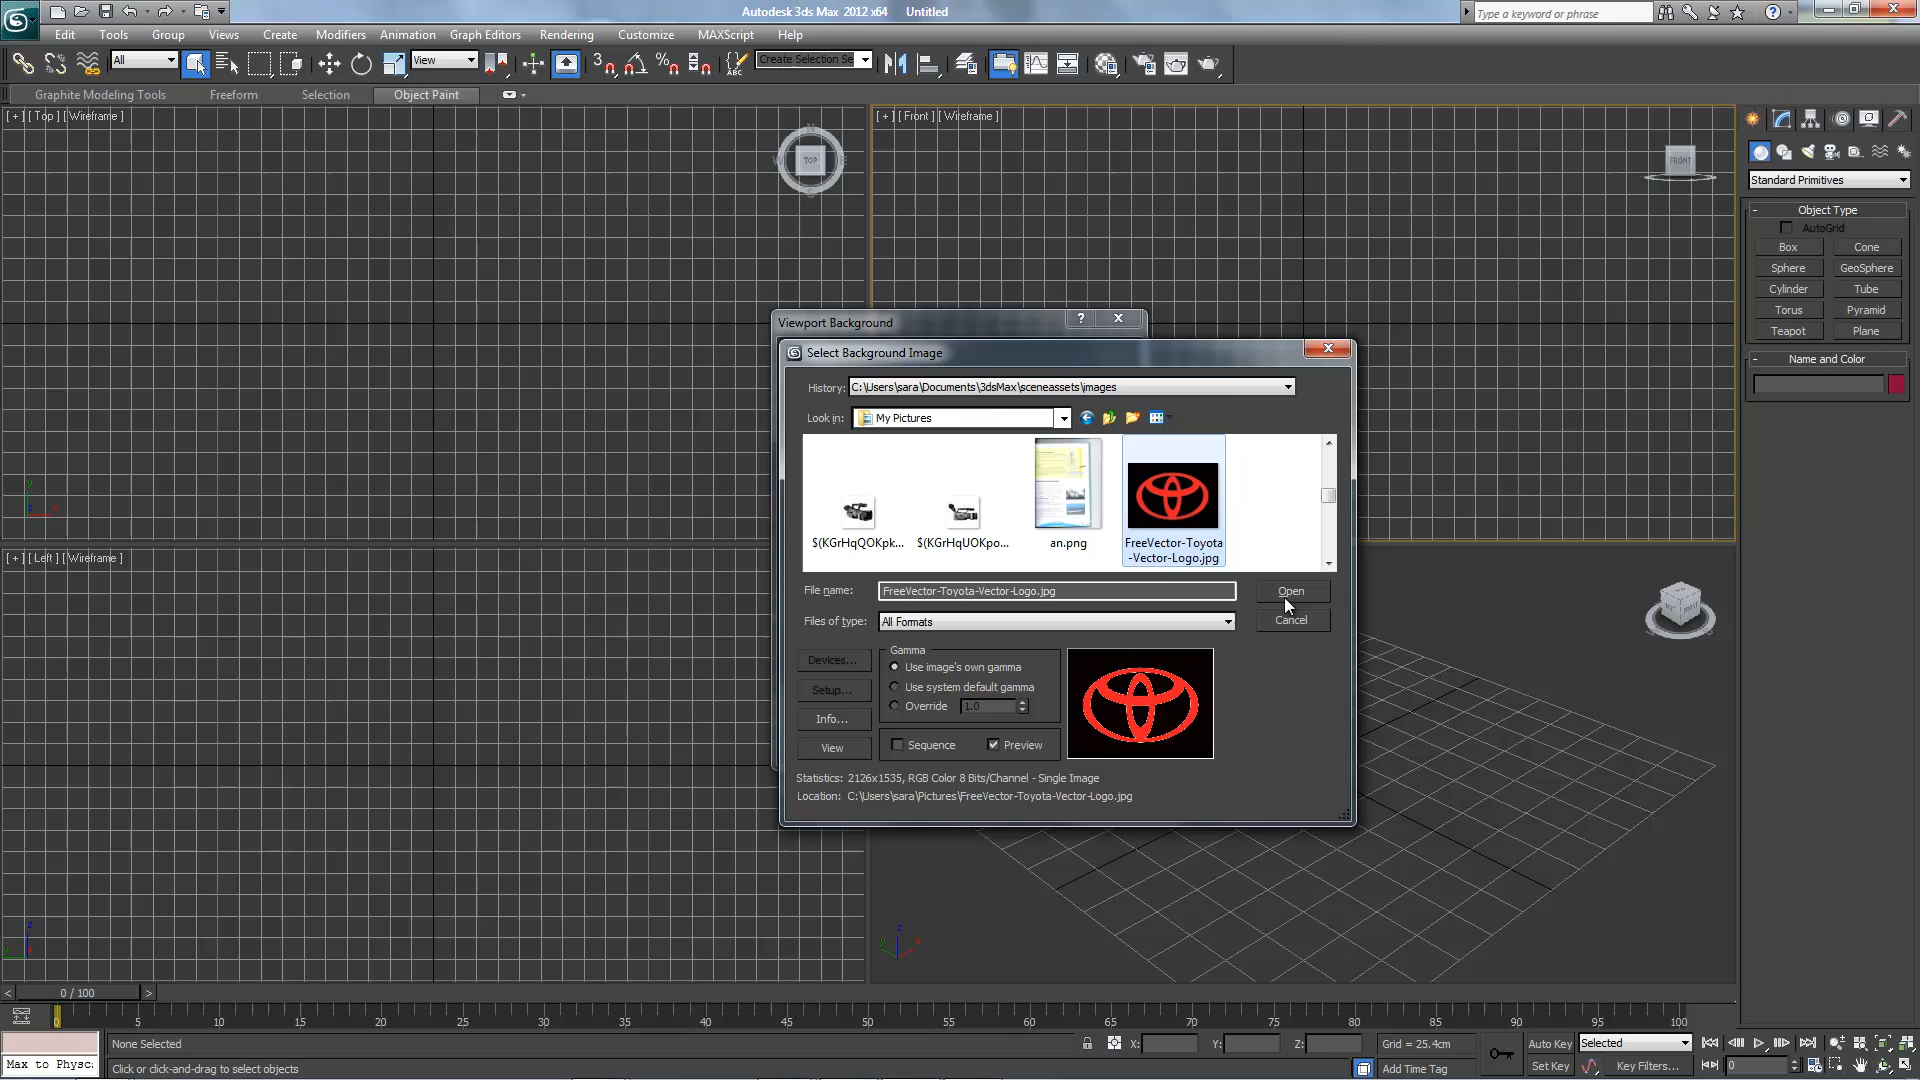 Autodesk 3ds Max 2012 x64 Untitled
Type a keyword or phrase
Edit Tools Group Views Create Modifiers Animation Graph Editors Rendering Customize MAXScript Help
All
View
Create Selection Se
Graphite Modeling Tools Freeform Selection Object Paint
[ + ] [ Top ] [ Wireframe ]
TOP
[ + ] [ Front ] [ Wireframe ]
FRONT
Standard Primitives
- Object Type
AutoGrid
Box Cone
Sphere GeoSphere
Cylinder Tube
Torus Pyramid
Teapot Plane
- Name and Color
Viewport Background
Select Background Image
History: C:\Users\sara\Documents\3dsMax\sceneassets\images
Look in: My Pictures
$(KGrHqQOKpk...
$(KGrHqUOKpo...
an.png
FreeVector-Toyota
-Vector-Logo.jpg
File name: FreeVector-Toyota-Vector-Logo.jpg Open
Files of type: All Formats Cancel
Devices...
Setup...
Info...
View
Gamma
Use image's own gamma
Use system default gamma
Override 1.0
Sequence Preview
Statistics: 2126x1535, RGB Color 8 Bits/Channel - Single Image
Location: C:\Users\sara\Pictures\FreeVector-Toyota-Vector-Logo.jpg
[ + ] [ Left ] [ Wireframe ]
< 0 / 100 >
0 5 10 15 20 25 30 35 40 45 50 55 60 65 70 75 80 85 90 95 100
None Selected X: Y: Z: Grid = 25.4cm Auto Key Selected
Max to Physc:
Click or click-and-drag to select objects Add Time Tag Set Key Key Filters... 0